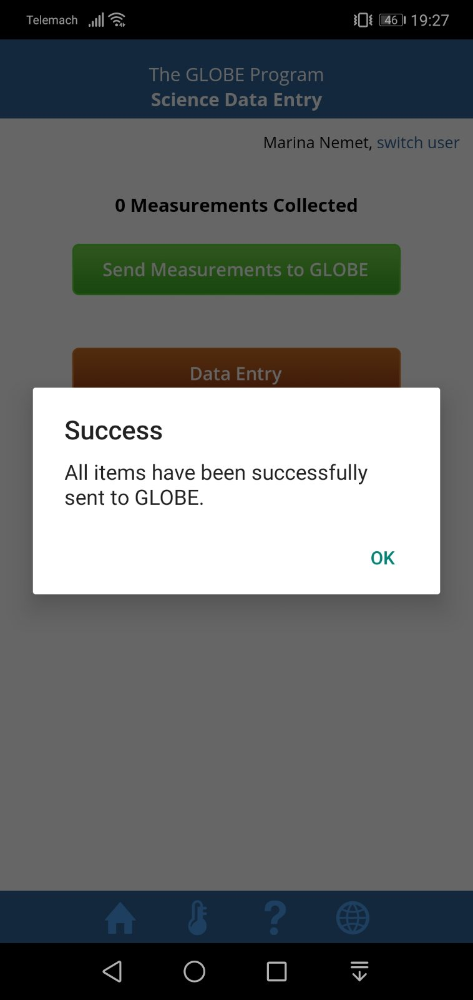 Telemach 46 19:27
The GLOBE Program
Science Data Entry
Marina Nemet, switch user
0 Measurements Collected
Send Measurements to GLOBE
Data Entry
Success
All items have been successfully
sent to GLOBE.
OK